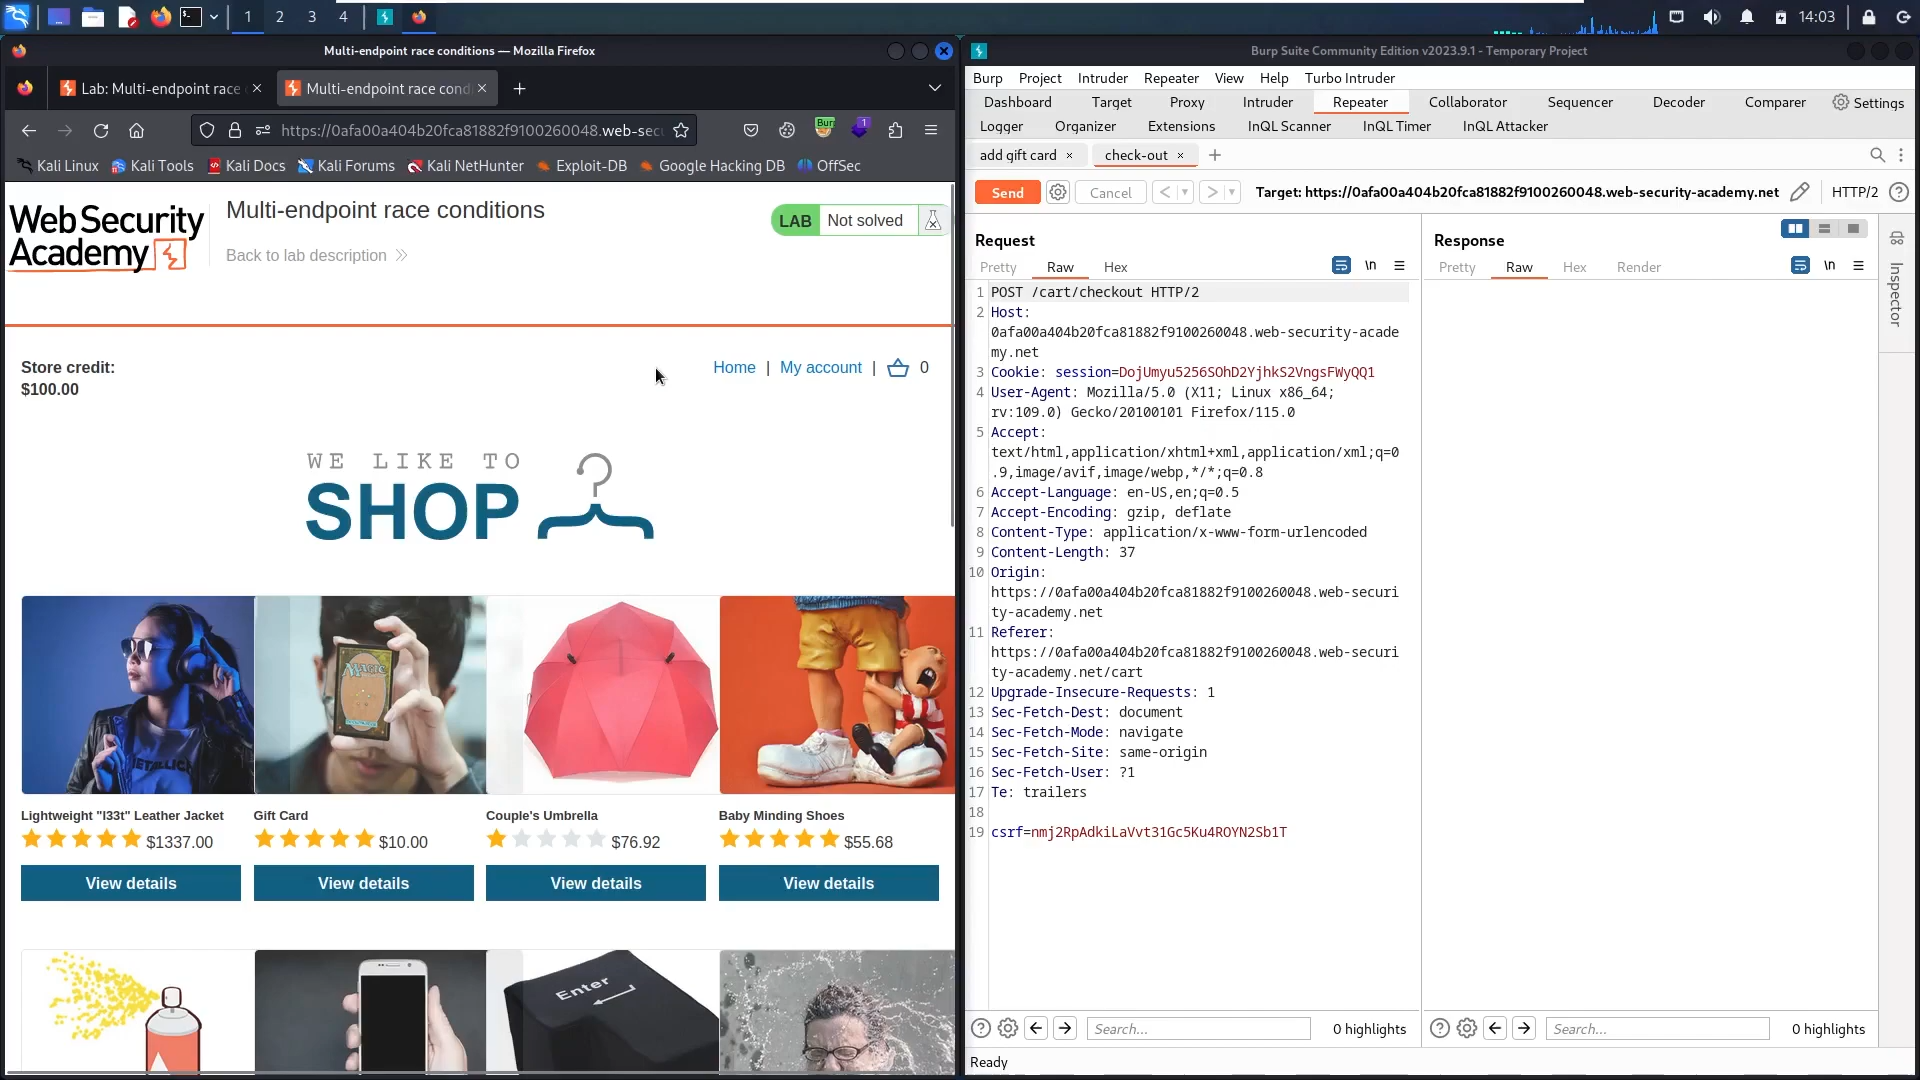 1 2 3 4 14:03
Multi-endpoint race conditions — Mozilla Firefox
Lab: Multi-endpoint race
Multi-endpoint race cond
https://0afa00a404b20fca81882f9100260048.web-sec
Kali Linux Kali Tools Kali Docs Kali Forums Kali NetHunter Exploit-DB Google Hacking DB OffSec
Web Security
Academy
Multi-endpoint race conditions
Back to lab description
LAB Not solved
Store credit:
$100.00
Home | My account | 0
WE LIKE TO
SHOP
MAGIC
Lightweight "l33t" Leather Jacket
$1337.00
View details
Gift Card
$10.00
View details
Couple's Umbrella
$76.92
View details
Baby Minding Shoes
$55.68
View details
Enter
Burp Suite Community Edition v2023.9.1 - Temporary Project
Burp Project Intruder Repeater View Help Turbo Intruder
Dashboard Target Proxy Intruder Repeater Collaborator Sequencer Decoder Comparer Settings
Logger Organizer Extensions InQL Scanner InQL Timer InQL Attacker
add gift card × check-out × +
Send Cancel < > Target: https://0afa00a404b20fca81882f9100260048.web-security-academy.net HTTP/2
Request
Pretty Raw Hex \n
1 POST /cart/checkout HTTP/2
2 Host:
0afa00a404b20fca81882f9100260048.web-security-acade
my.net
3 Cookie: session=DojUmyu5256SOhD2YjhkS2VngsFWyQQ1
4 User-Agent: Mozilla/5.0 (X11; Linux x86_64;
rv:109.0) Gecko/20100101 Firefox/115.0
5 Accept:
text/html,application/xhtml+xml,application/xml;q=0
.9,image/avif,image/webp,*/*;q=0.8
6 Accept-Language: en-US,en;q=0.5
7 Accept-Encoding: gzip, deflate
8 Content-Type: application/x-www-form-urlencoded
9 Content-Length: 37
10 Origin:
https://0afa00a404b20fca81882f9100260048.web-securi
ty-academy.net
11 Referer:
https://0afa00a404b20fca81882f9100260048.web-securi
ty-academy.net/cart
12 Upgrade-Insecure-Requests: 1
13 Sec-Fetch-Dest: document
14 Sec-Fetch-Mode: navigate
15 Sec-Fetch-Site: same-origin
16 Sec-Fetch-User: ?1
17 Te: trailers
18
19 csrf=nmj2RpAdkiLaVvt31Gc5Ku4ROYN2Sb1T
Search... 0 highlights
Response
Pretty Raw Hex Render \n
Search... 0 highlights
Inspector
Ready